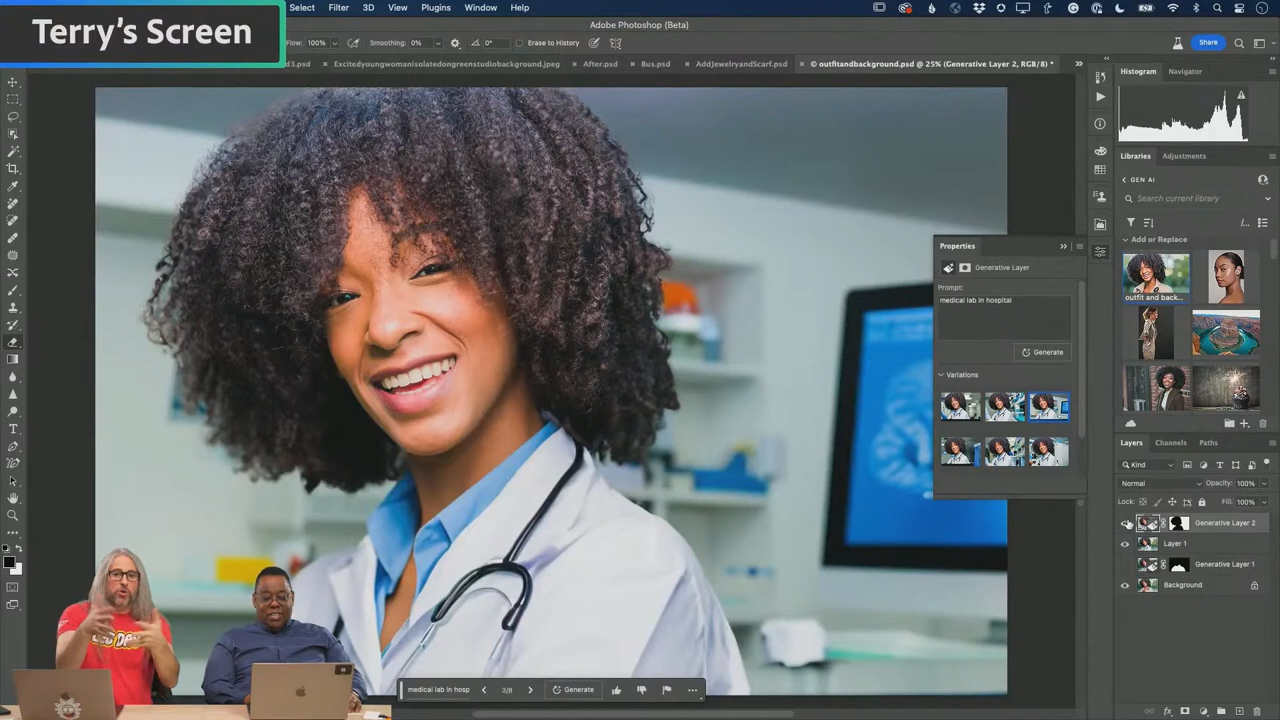 Terry's Screen
Select Filter 3D View Plugins Window Help
Adobe Photoshop (Beta)
Flow: 100% Smoothing: 0% 0° Erase to History Share
d3.psd × Excitedyoungwomanisolatedongreenstudiobackground.jpeg × After.psd × Bus.psd × AddJewelryandScarf.psd × © outfitandbackground.psd @ 25% (Generative Layer 2, RGB/8) *
Histogram Navigator
Libraries Adjustments
GEN AI
Search current library
Add or Replace
outfit and back...
Properties
Generative Layer
Prompt:
medical lab in hospital
Generate
Variations
Layers Channels Paths
Kind
Normal Opacity: 100%
Lock: Fill: 100%
Generative Layer 2
Layer 1
Generative Layer 1
Background
medical lab in hosp 3/8 Generate
fx